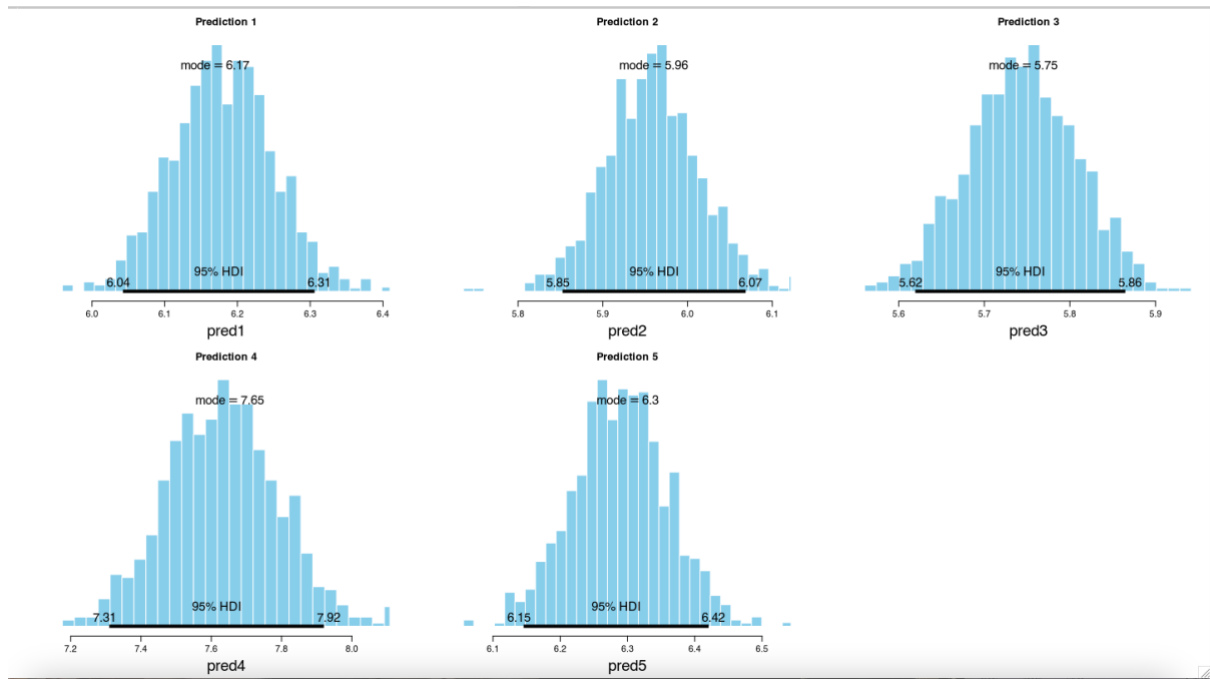 Prediction 1
mode = 6.17
95% HDI
6.04 6.31
6.0 6.1 6.2 6.3 6.4
pred1
Prediction 2
mode = 5.96
95% HDI
5.85 6.07
5.8 5.9 6.0 6.1
pred2
Prediction 3
mode = 5.75
95% HDI
5.62 5.86
5.6 5.7 5.8 5.9
pred3
Prediction 4
mode = 7.65
95% HDI
7.31 7.92
7.2 7.4 7.6 7.8 8.0
pred4
Prediction 5
mode = 6.3
95% HDI
6.15 6.42
6.1 6.2 6.3 6.4 6.5
pred5